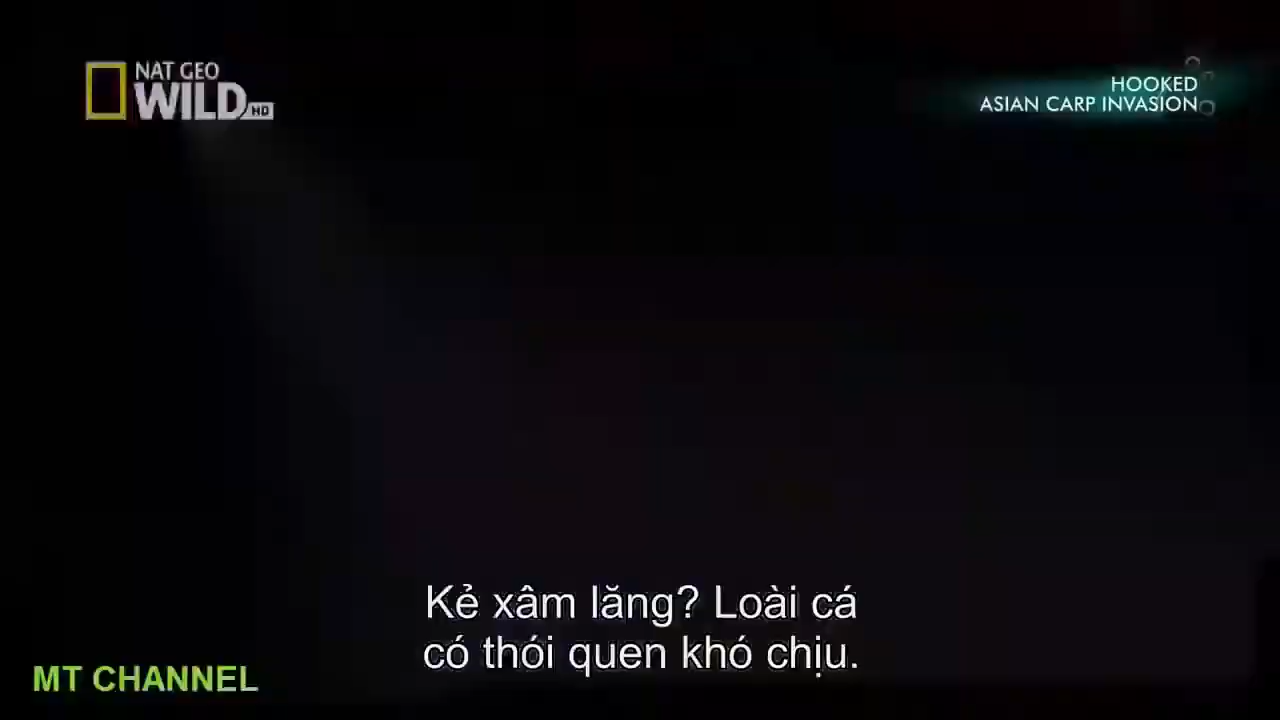 NAT GEO
WILD HD
HOOKED
ASIAN CARP INVASION
Kẻ xâm lăng? Loài cá
có thói quen khó chịu.
MT CHANNEL